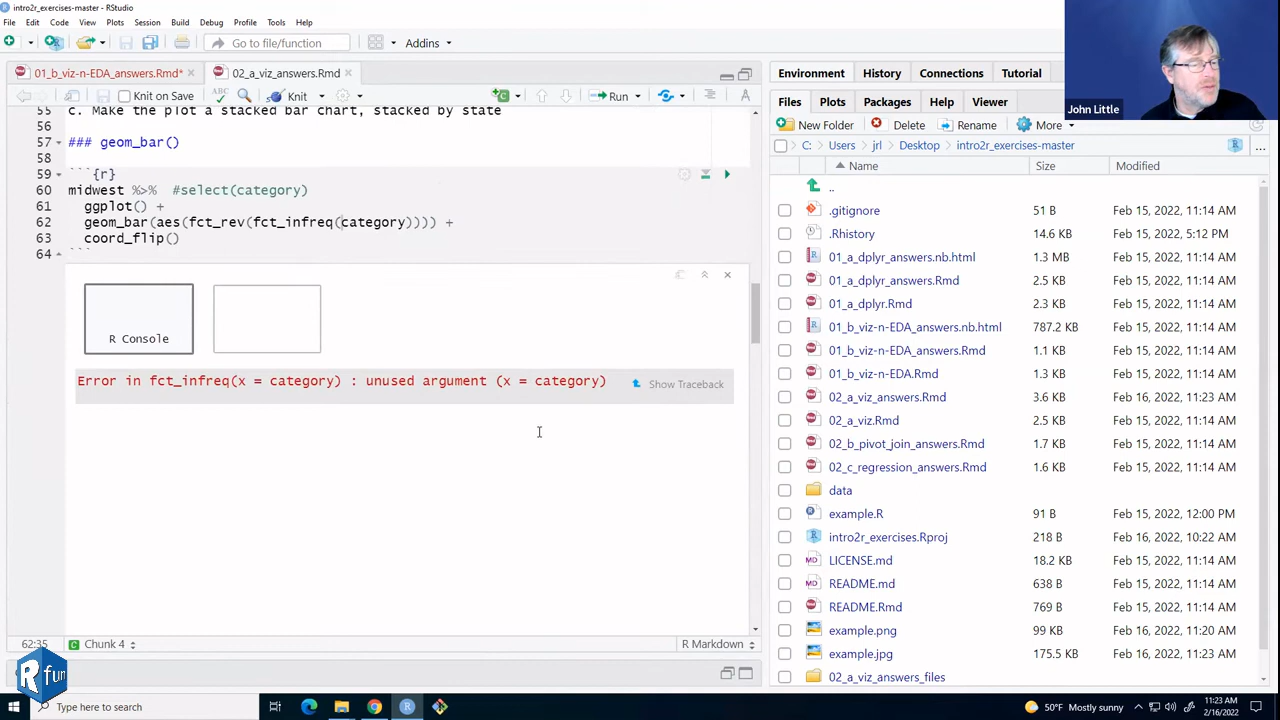 intro2r_exercises-master - RStudio
File Edit Code View Plots Session Build Debug Profile Tools Help
Go to file/function Addins
01_b_viz-n-EDA_answers.Rmd* 02_a_viz_answers.Rmd
Knit on Save Knit Run
55 c. Make the plot a stacked bar chart, stacked by state
56
57 ### geom_bar()
58
59 ```{r}
60 midwest %>% #select(category)
61 ggplot() +
62 geom_bar(aes(fct_rev(fct_infreq(category)))) +
63 coord_flip()
64 ```
R Console
Error in fct_infreq(x = category) : unused argument (x = category) Show Traceback
62:35 Chunk 4 R Markdown
Environment History Connections Tutorial
Files Plots Packages Help Viewer
New Folder Delete Rename More
C: Users jrl Desktop intro2r_exercises-master ...
Name Size Modified
..
.gitignore 51 B Feb 15, 2022, 11:14 AM
.Rhistory 14.6 KB Feb 15, 2022, 5:12 PM
01_a_dplyr_answers.nb.html 1.3 MB Feb 15, 2022, 11:14 AM
01_a_dplyr_answers.Rmd 2.5 KB Feb 15, 2022, 11:14 AM
01_a_dplyr.Rmd 2.3 KB Feb 15, 2022, 11:14 AM
01_b_viz-n-EDA_answers.nb.html 787.2 KB Feb 15, 2022, 11:14 AM
01_b_viz-n-EDA_answers.Rmd 1.1 KB Feb 15, 2022, 11:14 AM
01_b_viz-n-EDA.Rmd 1.3 KB Feb 15, 2022, 11:14 AM
02_a_viz_answers.Rmd 3.6 KB Feb 16, 2022, 11:23 AM
02_a_viz.Rmd 2.5 KB Feb 15, 2022, 11:14 AM
02_b_pivot_join_answers.Rmd 1.7 KB Feb 15, 2022, 11:14 AM
02_c_regression_answers.Rmd 1.6 KB Feb 15, 2022, 11:14 AM
data
example.R 91 B Feb 15, 2022, 12:00 PM
intro2r_exercises.Rproj 218 B Feb 16, 2022, 10:22 AM
LICENSE.md 18.2 KB Feb 15, 2022, 11:14 AM
README.md 638 B Feb 15, 2022, 11:14 AM
README.Rmd 769 B Feb 15, 2022, 11:14 AM
example.png 99 KB Feb 16, 2022, 11:20 AM
example.jpg 175.5 KB Feb 16, 2022, 11:23 AM
02_a_viz_answers_files
John Little
R fun
Type here to search
50°F Mostly sunny
11:23 AM
2/16/2022